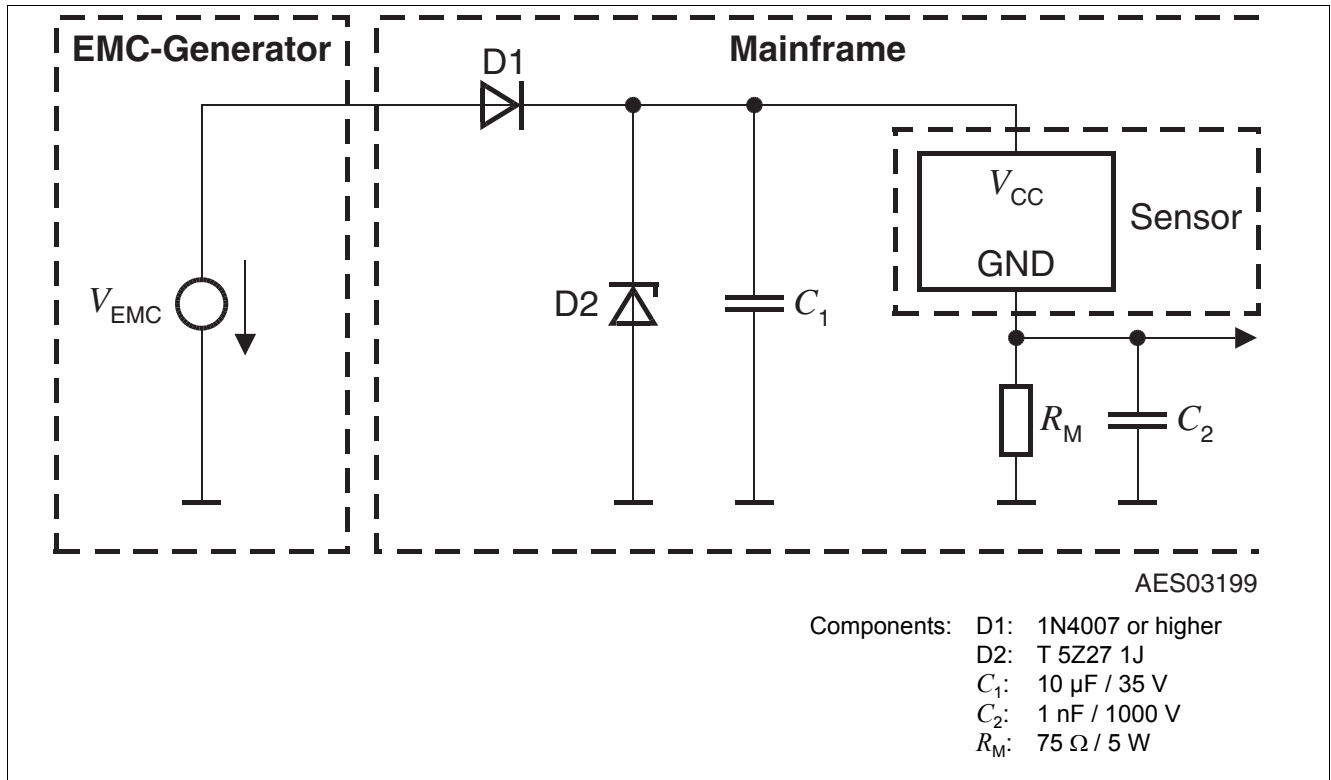 EMC-Generator
Mainframe
D1
VCC
Sensor
GND
VEMC
D2
C1
RM
C2
AES03199
Components: D1: 1N4007 or higher
D2: T 5Z27 1J
C1: 10 µF / 35 V
C2: 1 nF / 1000 V
RM: 75 Ω / 5 W